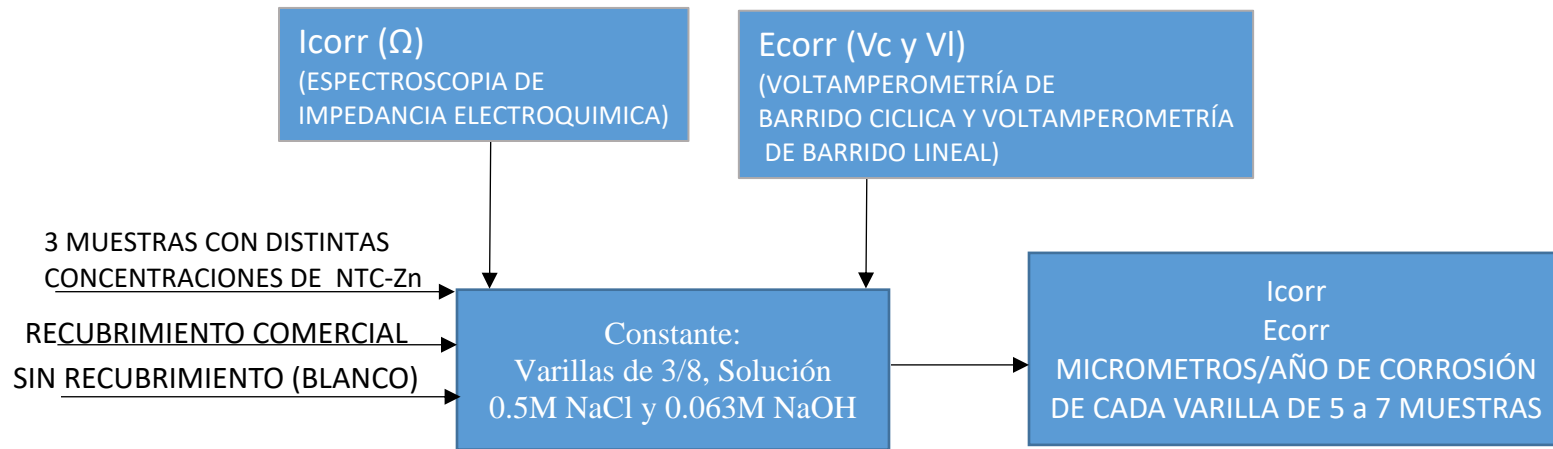 Icorr (Ω)
(ESPECTROSCOPIA DE
IMPEDANCIA ELECTROQUIMICA)
Ecorr (Vc y Vl)
(VOLTAMPEROMETRÍA DE
BARRIDO CICLICA Y VOLTAMPEROMETRÍA
DE BARRIDO LINEAL)
3 MUESTRAS CON DISTINTAS
CONCENTRACIONES DE NTC-Zn
RECUBRIMIENTO COMERCIAL
SIN RECUBRIMIENTO (BLANCO)
Constante:
Varillas de 3/8, Solución
0.5M NaCl y 0.063M NaOH
Icorr
Ecorr
MICROMETROS/AÑO DE CORROSIÓN
DE CADA VARILLA DE 5 a 7 MUESTRAS